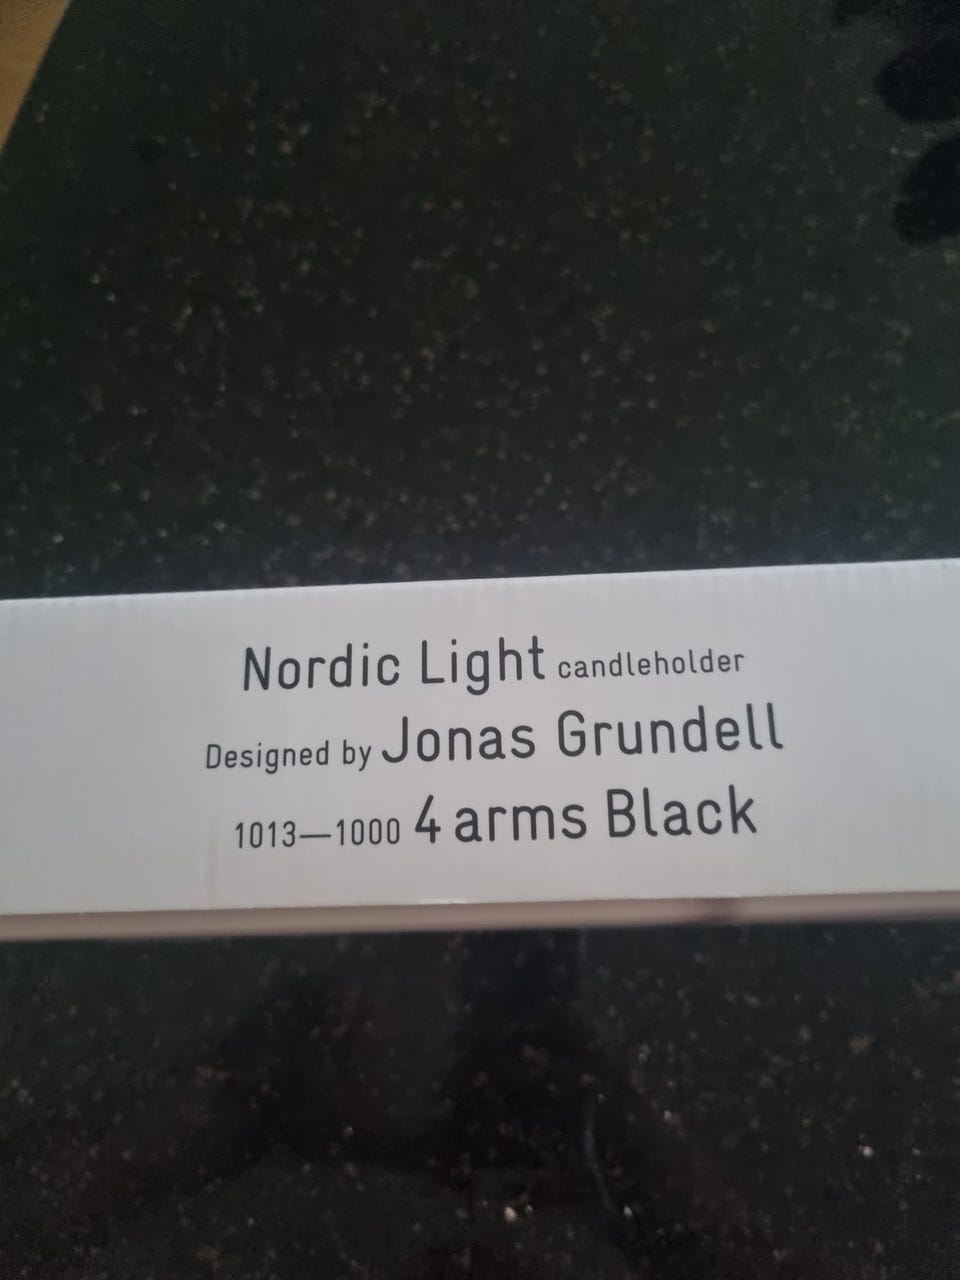 Nordic Light candleholder
Designed by Jonas Grundell
1013—1000 4 arms Black